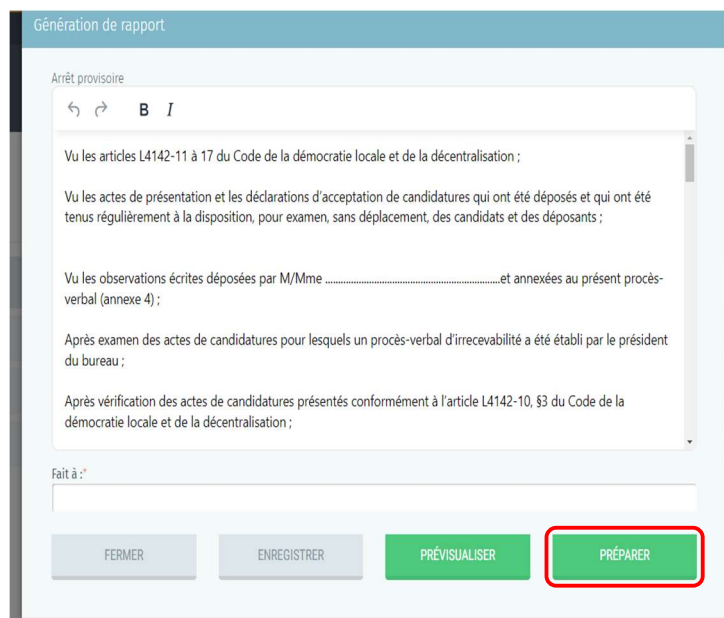 Génération de rapport
Arrêt provisoire
B I
Vu les articles L4142-11 à 17 du Code de la démocratie locale et de la décentralisation ;
Vu les actes de présentation et les déclarations d'acceptation de candidatures qui ont été déposés et qui ont été
tenus régulièrement à la disposition, pour examen, sans déplacement, des candidats et des déposants ;
Vu les observations écrites déposées par M/Mme ................................................................et annexées au présent procès-
verbal (annexe 4) ;
Après examen des actes de candidatures pour lesquels un procès-verbal d'irrecevabilité a été établi par le président
du bureau ;
Après vérification des actes de candidatures présentés conformément à l'article L4142-10, §3 du Code de la
démocratie locale et de la décentralisation ;
Fait à :*
FERMER ENREGISTRER PRÉVISUALISER PRÉPARER